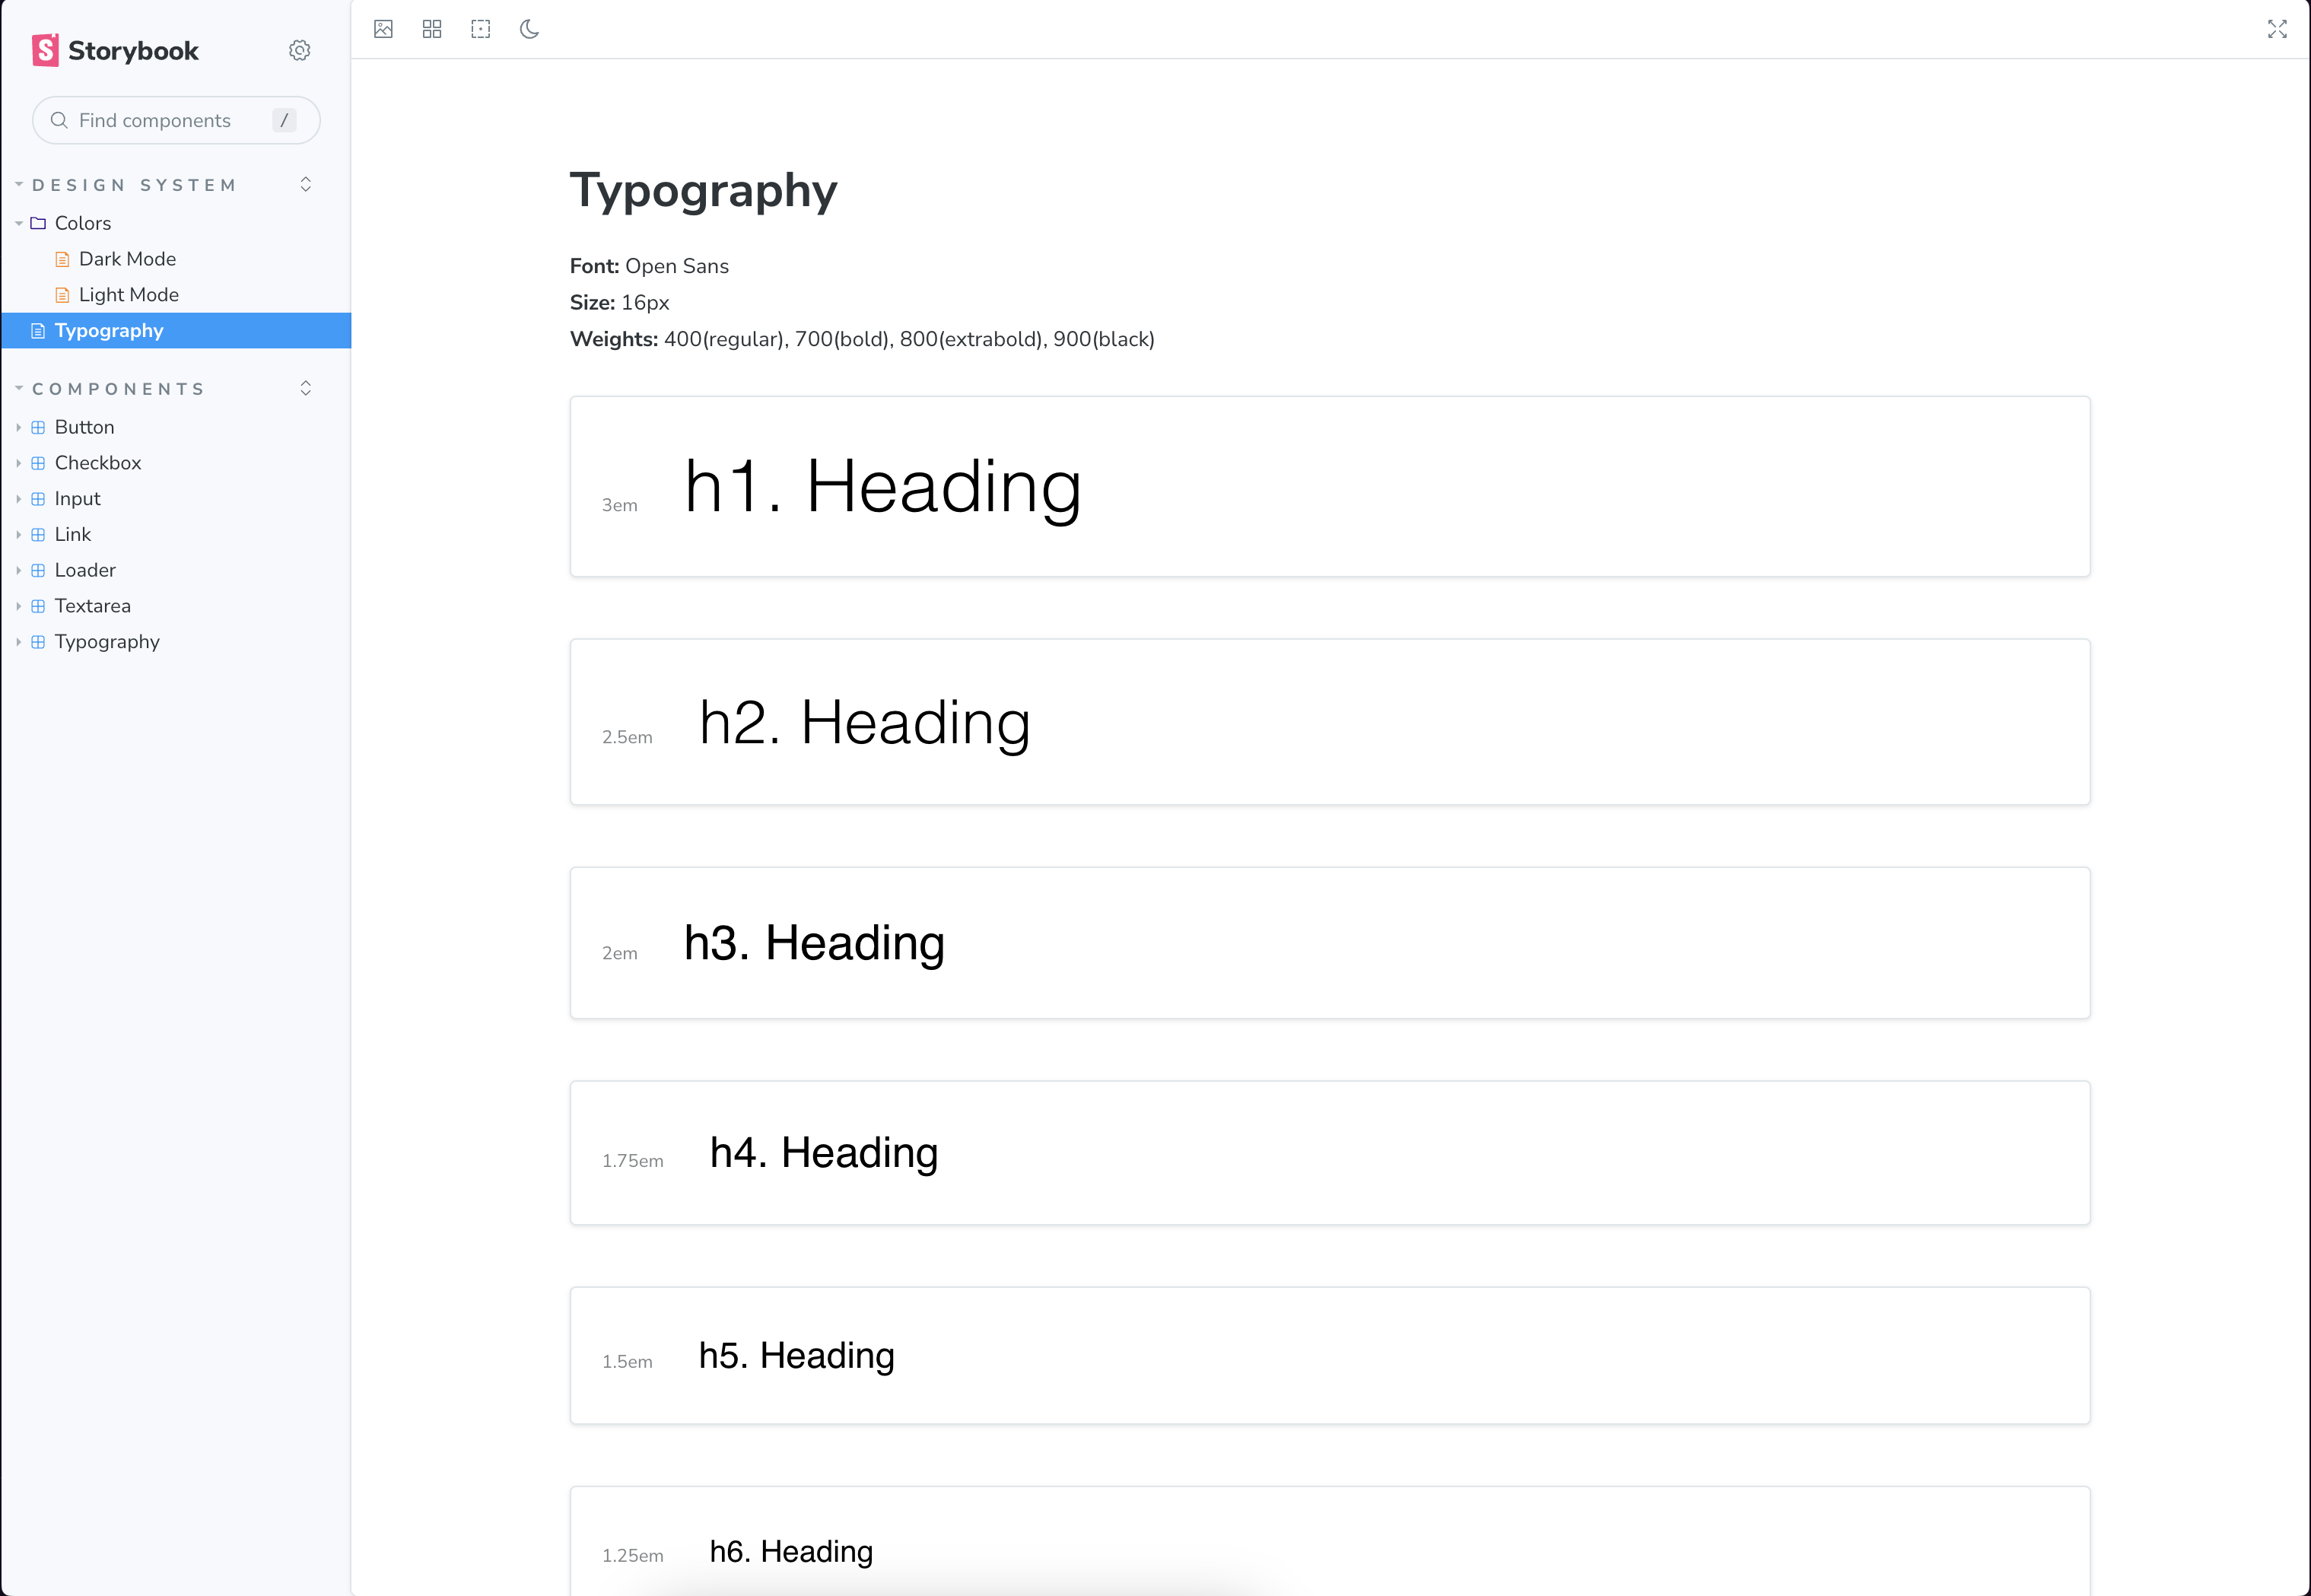 Storybook
Find components /
DESIGN SYSTEM
Colors
Dark Mode
Light Mode
Typography
COMPONENTS
Button
Checkbox
Input
Link
Loader
Textarea
Typography
Typography
Font: Open Sans
Size: 16px
Weights: 400(regular), 700(bold), 800(extrabold), 900(black)
3em h1. Heading
2.5em h2. Heading
2em h3. Heading
1.75em h4. Heading
1.5em h5. Heading
1.25em h6. Heading